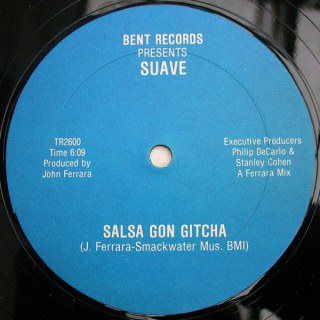 BENT RECORDS
PRESENTS
SUAVE
TR2600
Time 6:09
Produced by
John Ferrara
Executive Producers
Philip DeCarlo &
Stanley Cohen
A Ferrara Mix
SALSA GON GITCHA
(J. Ferrara-Smackwater Mus. BMI)